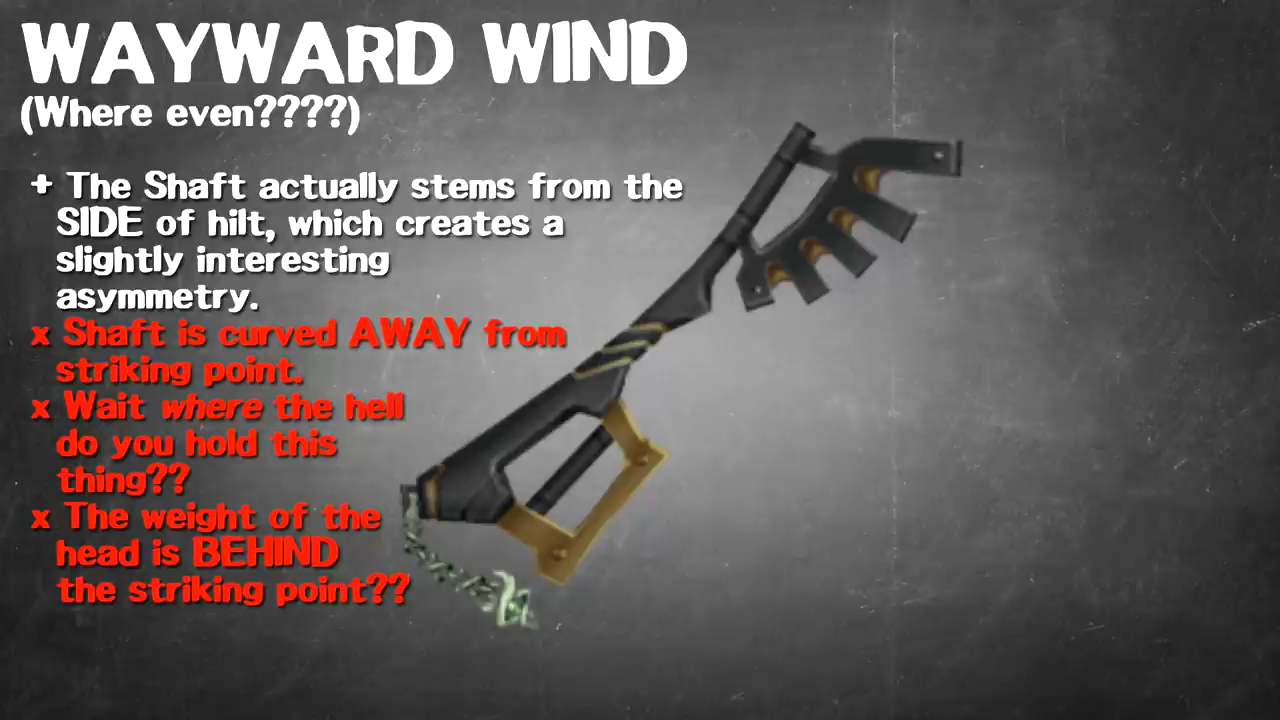 WAYWARD WIND
(Where even????)
+ The Shaft actually stems from the
SIDE of hilt, which creates a
slightly interesting
asymmetry.
x Shaft is curved AWAY from
striking point.
x Wait where the hell
do you hold this
thing??
x The weight of the
head is BEHIND
the striking point??